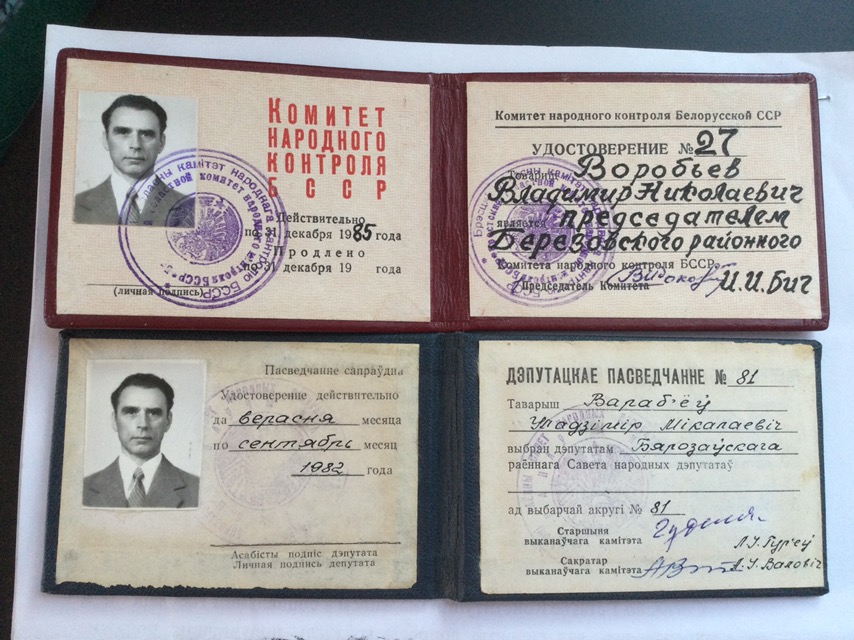 КОМИТЕТ
НАРОДНОГО
КОНТРОЛЯ
БССР
Действительно
по 31 декабря 1985 года
Продлено
по 31 декабря 19 года
(личная подпись)
Комитет народного контроля Белорусской ССР
УДОСТОВЕРЕНИЕ № 27
Товарищ Воробьев
Владимир Николаевич
является председателем
Березовского районного
Комитета народного контроля БССР
Председатель Комитета И.И.Бич
Пасведчанне сапраўдна
Удостоверение действительно
да верасня месяца
по сентябрь месяц
1982 года
Асабісты подпіс дэпутата
Личная подпись депутата
ДЭПУТАЦКАЕ ПАСВЕДЧАННЕ № 81
Таварыш Вараб'ёў
Уладзімір Мікалаевіч
выбран дэпутатам Бярозаўскага
раённага Савета народных дэпутатаў
ад выбарчай акругі № 81
Старшыня
выканаўчага камітэта
Сакратар
выканаўчага камітэта